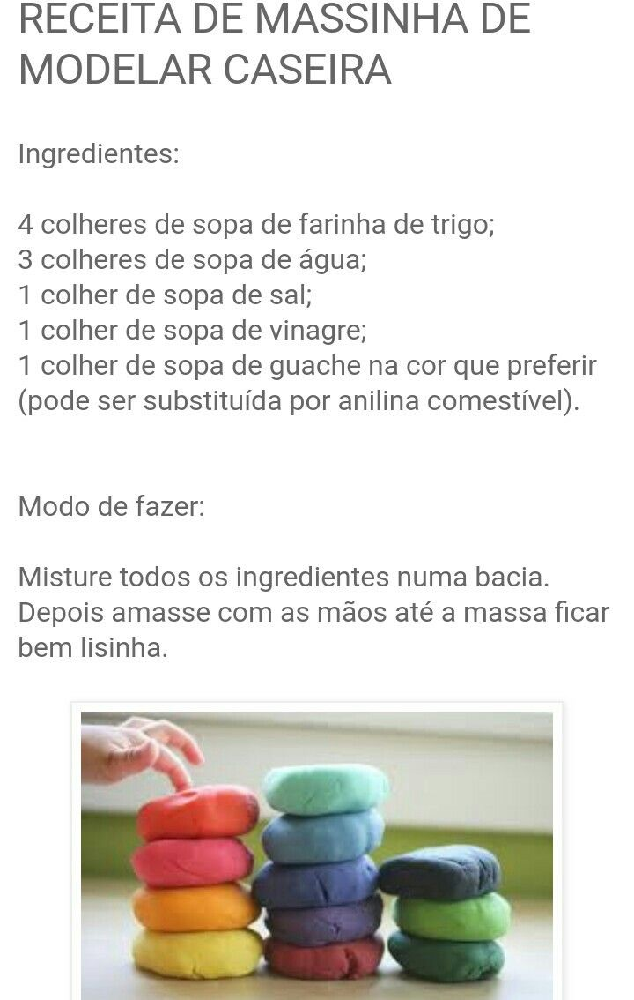 RECEITA DE MASSINHA DE
MODELAR CASEIRA
Ingredientes:
4 colheres de sopa de farinha de trigo;
3 colheres de sopa de água;
1 colher de sopa de sal;
1 colher de sopa de vinagre;
1 colher de sopa de guache na cor que preferir
(pode ser substituída por anilina comestível).
Modo de fazer:
Misture todos os ingredientes numa bacia.
Depois amasse com as mãos até a massa ficar
bem lisinha.